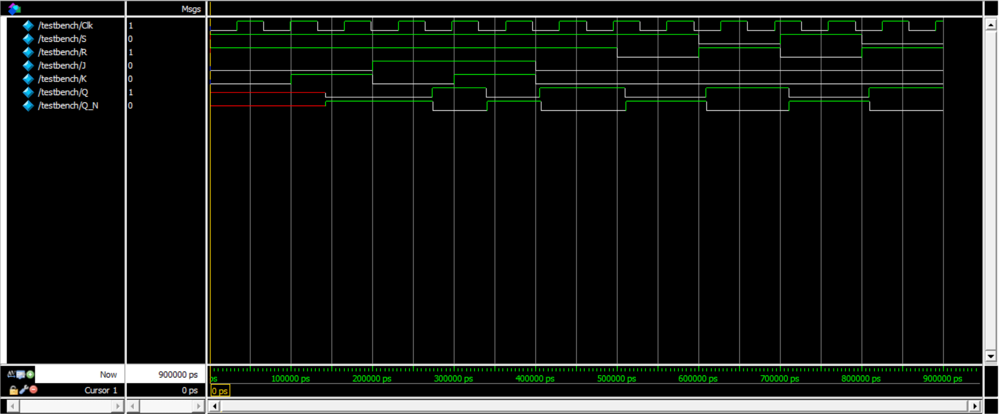 Msgs
/testbench/Clk 1
/testbench/S 0
/testbench/R 1
/testbench/J 0
/testbench/K 0
/testbench/Q 1
/testbench/Q_N 0
Now 900000 ps ps 100000 ps 200000 ps 300000 ps 400000 ps 500000 ps 600000 ps 700000 ps 800000 ps 900000 ps
Cursor 1 0 ps 0 ps